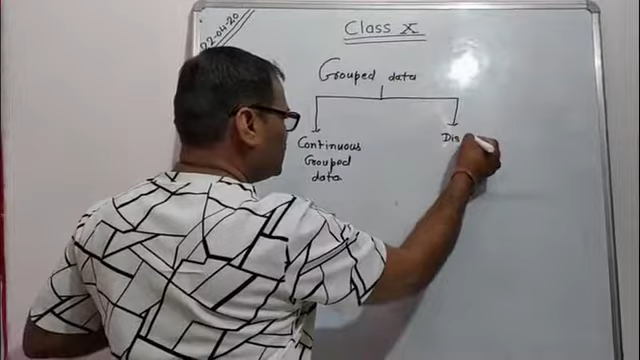 22-04-20
Class X
Grouped data
Continuous
Grouped
data
Dis